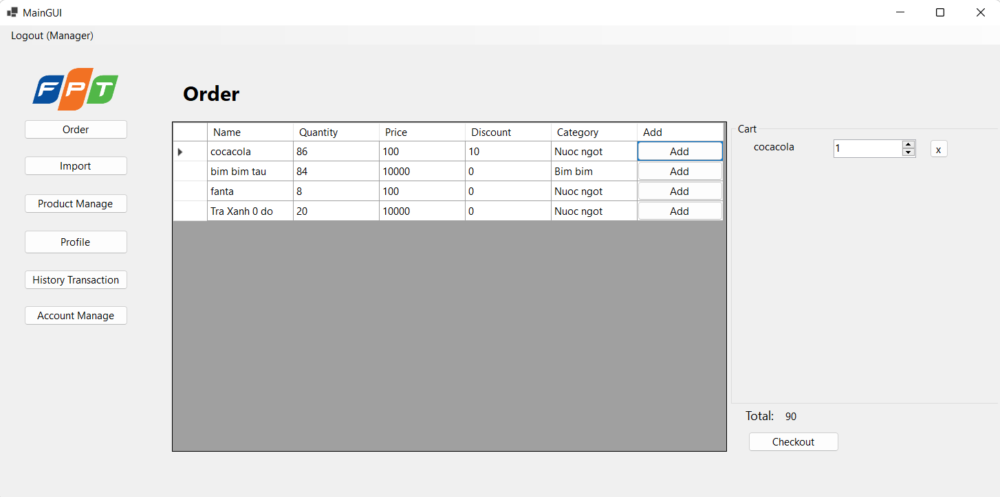 MainGUI
Logout (Manager)
FPT
Order
Import
Product Manage
Profile
History Transaction
Account Manage
Order
Name Quantity Price Discount Category Add
cocacola 86 100 10 Nuoc ngot Add
bim bim tau 84 10000 0 Bim bim Add
fanta 8 100 0 Nuoc ngot Add
Tra Xanh 0 do 20 10000 0 Nuoc ngot Add
Cart
cocacola 1 x
Total: 90
Checkout